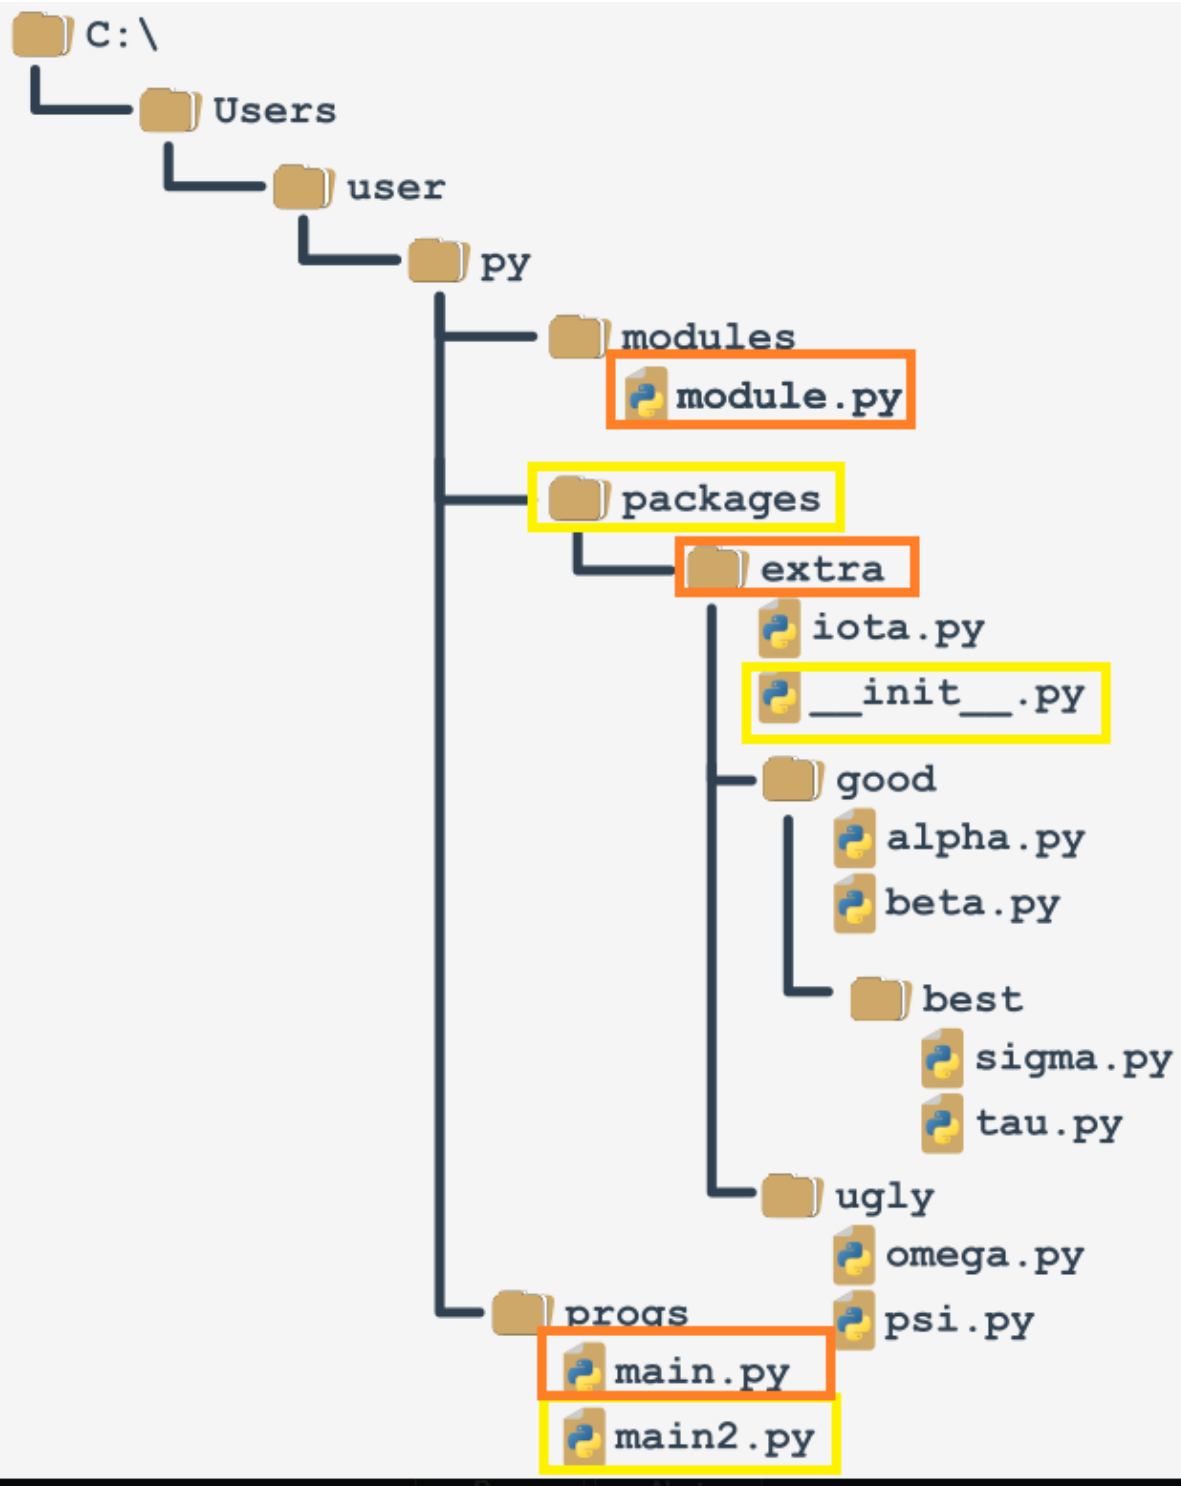 C:\
Users
user
py
modules
module.py
packages
extra
iota.py
__init__.py
good
alpha.py
beta.py
best
sigma.py
tau.py
ugly
omega.py
progs
psi.py
main.py
main2.py